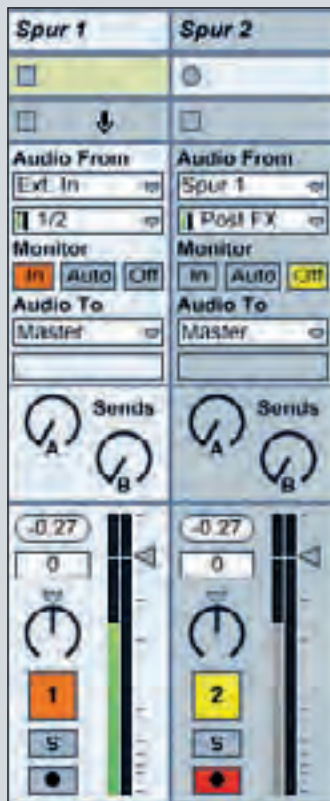 Spur 1
Spur 2
Audio From
Audio From
Ext. In
Spur 1
1/2
Post FX
Monitor
Monitor
In Auto Off
In Auto Off
Audio To
Audio To
Master
Master
Sends
Sends
A
B
A
B
-0.27
-0.27
0
0
1
2
S
S